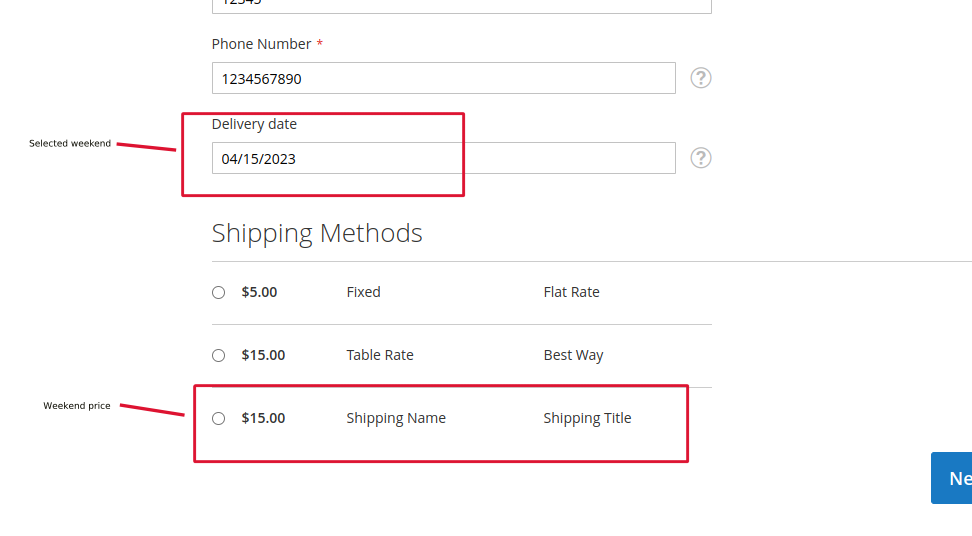 12345
Phone Number *
1234567890
?
Delivery date
Selected weekend
04/15/2023
?
Shipping Methods
$5.00 Fixed Flat Rate
$15.00 Table Rate Best Way
Weekend price
$15.00 Shipping Name Shipping Title
Ne